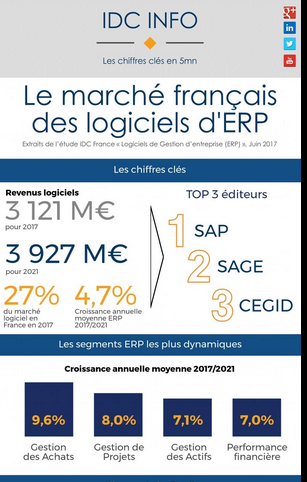 IDC INFO
Les chiffres clés en 5mn
g+
in
You
Le marché français
des logiciels d'ERP
Extraits de l'étude IDC France « Logiciels de Gestion d'entreprise (ERP) », Juin 2017
Les chiffres clés
Revenus logiciels
3 121 M€
pour 2017
3 927 M€
pour 2021
27%
du marché
logiciel en
France en 2017
4,7%
Croissance annuelle
moyenne ERP
2017/2021
TOP 3 éditeurs
1 SAP
2 SAGE
3 CEGID
Les segments ERP les plus dynamiques
Croissance annuelle moyenne 2017/2021
9,6%
Gestion
des Achats
8,0%
Gestion de
Projets
7,1%
Gestion
des Actifs
7,0%
Performance
financière